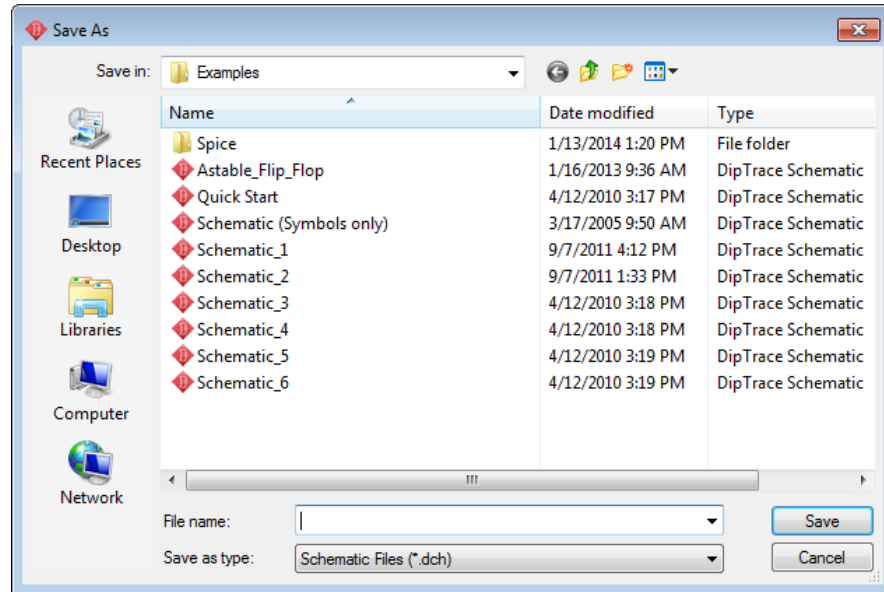 Save As
Save in: Examples
Name Date modified Type
Spice 1/13/2014 1:20 PM File folder
Astable_Flip_Flop 1/16/2013 9:36 AM DipTrace Schematic
Quick Start 4/12/2010 3:17 PM DipTrace Schematic
Schematic (Symbols only) 3/17/2005 9:50 AM DipTrace Schematic
Schematic_1 9/7/2011 4:12 PM DipTrace Schematic
Schematic_2 9/7/2011 1:33 PM DipTrace Schematic
Schematic_3 4/12/2010 3:18 PM DipTrace Schematic
Schematic_4 4/12/2010 3:18 PM DipTrace Schematic
Schematic_5 4/12/2010 3:19 PM DipTrace Schematic
Schematic_6 4/12/2010 3:19 PM DipTrace Schematic
Recent Places
Desktop
Libraries
Computer
Network
File name: Save
Save as type: Schematic Files (*.dch) Cancel